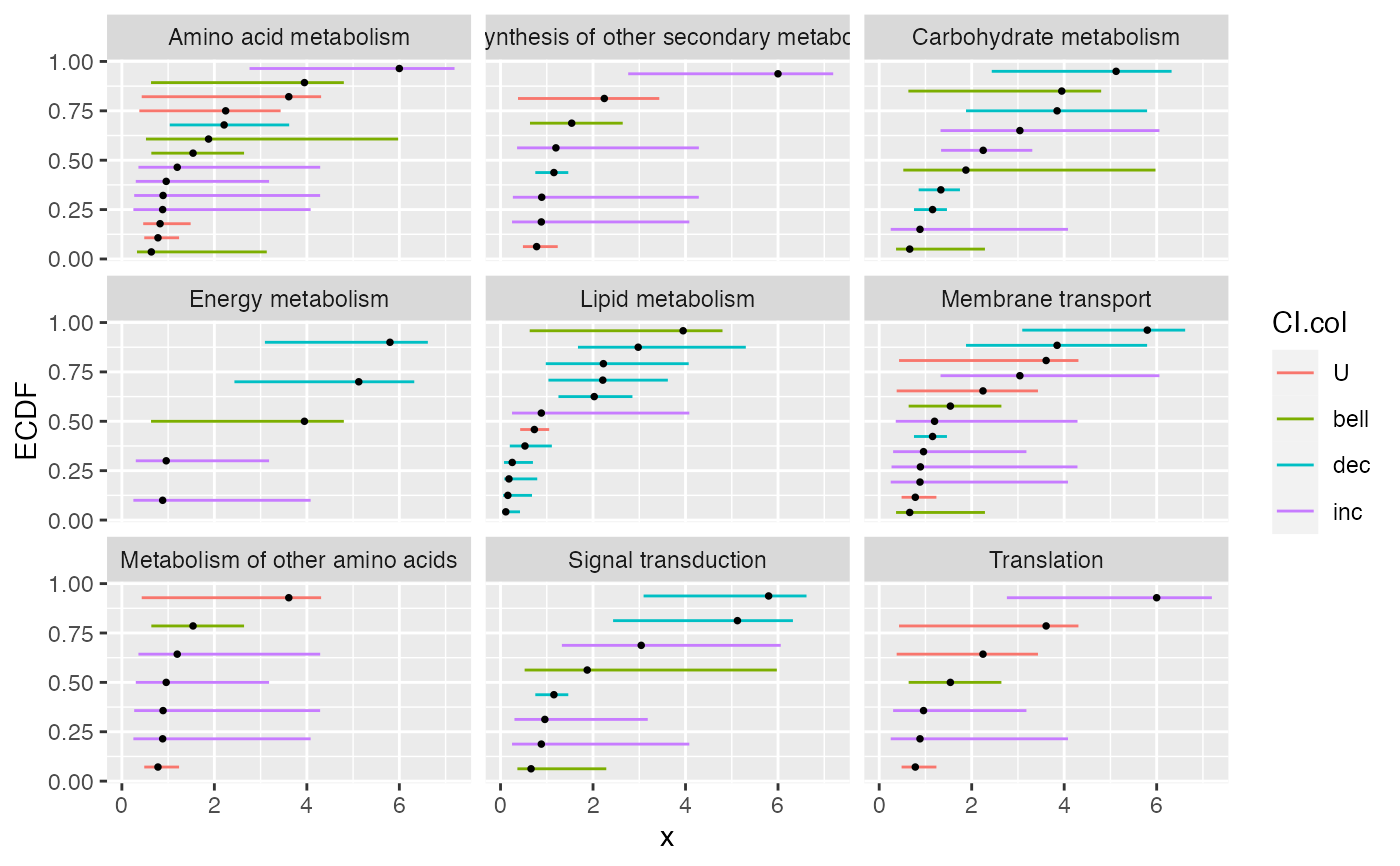 Amino acid metabolism
ynthesis of other secondary metabo
Carbohydrate metabolism
1.00
0.75
0.50
0.25
0.00
Energy metabolism
Lipid metabolism
Membrane transport
1.00
0.75
0.50
0.25
0.00
Metabolism of other amino acids
Signal transduction
Translation
1.00
0.75
0.50
0.25
0.00
0 2 4 6
0 2 4 6
0 2 4 6
x
ECDF
CI.col
U
bell
dec
inc